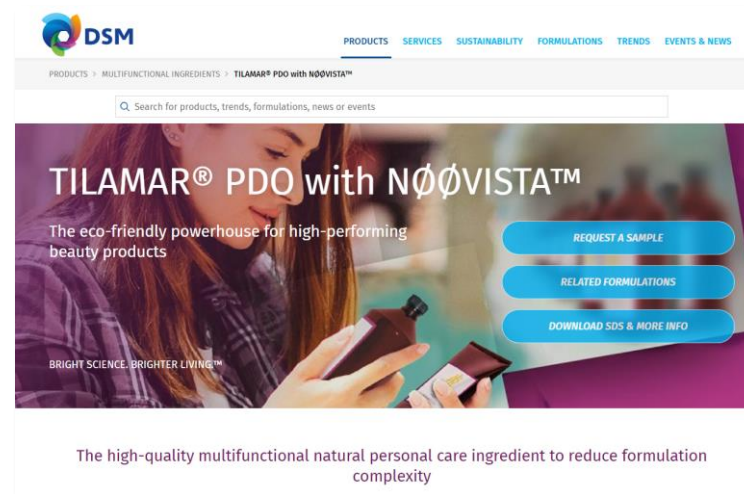 DSM
PRODUCTS SERVICES SUSTAINABILITY FORMULATIONS TRENDS EVENTS & NEWS
PRODUCTS > MULTIFUNCTIONAL INGREDIENTS > TILAMAR® PDO with NØØVISTA™
Search for products, trends, formulations, news or events
TILAMAR® PDO with NØØVISTA™
The eco-friendly powerhouse for high-performing
beauty products
REQUEST A SAMPLE
RELATED FORMULATIONS
DOWNLOAD SDS & MORE INFO
BRIGHT SCIENCE. BRIGHTER LIVING.™
The high-quality multifunctional natural personal care ingredient to reduce formulation
complexity